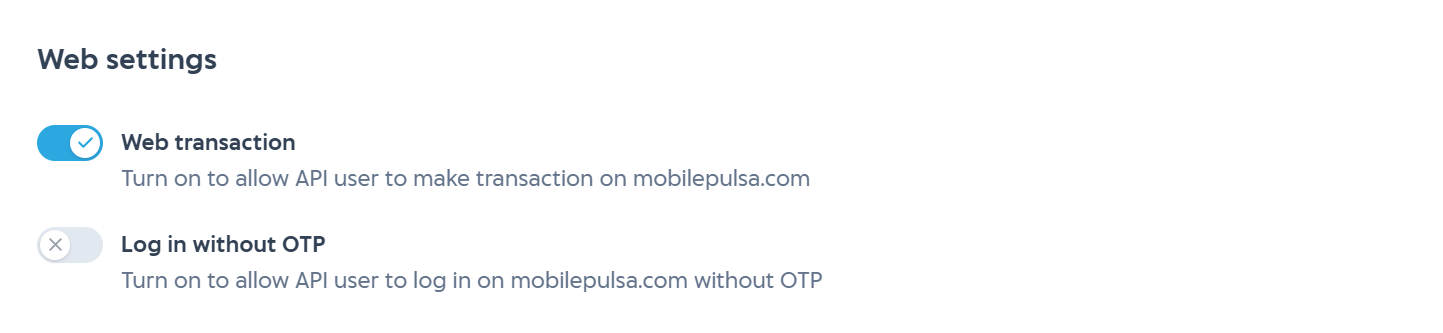 Web settings
Web transaction
Turn on to allow API user to make transaction on mobilepulsa.com
Log in without OTP
Turn on to allow API user to log in on mobilepulsa.com without OTP